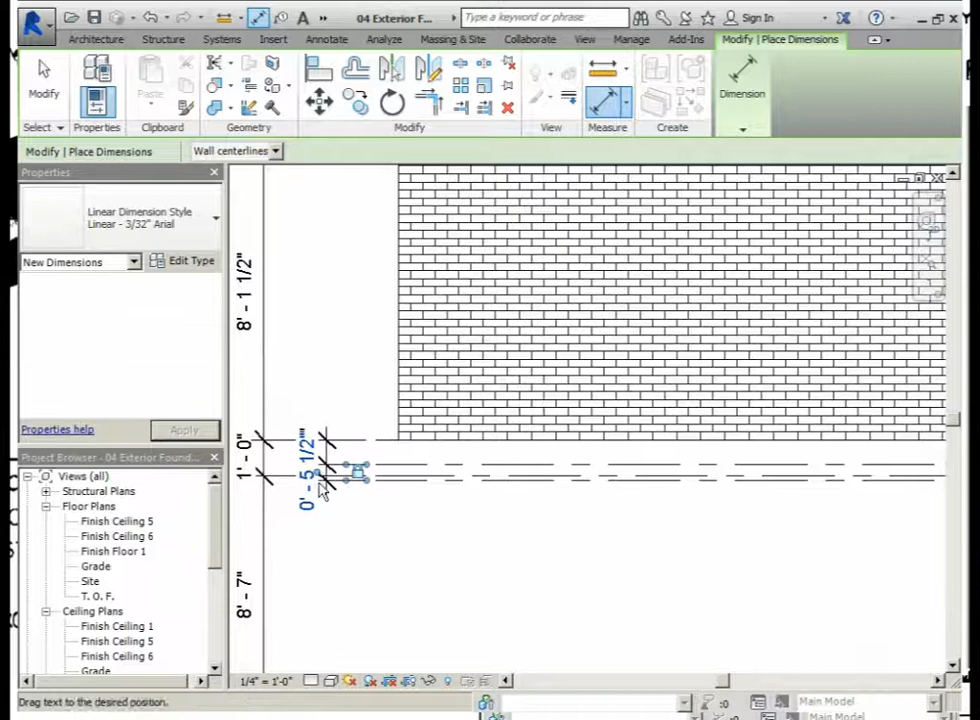 04 Exterior F...
Type a keyword or phrase
Sign In
Architecture
Structure
Systems
Insert
Annotate
Analyze
Massing & Site
Collaborate
View
Manage
Add-Ins
Modify | Place Dimensions
Modify
Paste
Dimension
Select
Properties
Clipboard
Geometry
Modify
View
Measure
Create
Modify | Place Dimensions
Wall centerlines
Properties
Linear Dimension Style
Linear - 3/32" Arial
New Dimensions
Edit Type
Properties help
Apply
Project Browser - 04 Exterior Found...
Views (all)
Structural Plans
Floor Plans
Finish Ceiling 5
Finish Ceiling 6
Finish Floor 1
Grade
Site
T. O. F.
Ceiling Plans
Finish Ceiling 1
Finish Ceiling 5
Finish Ceiling 6
Grade
8' - 1 1/2"
1' - 0"
0' - 5 1/2"
8' - 7"
1/4" = 1'-0"
Drag text to the desired position.
:0
Main Model